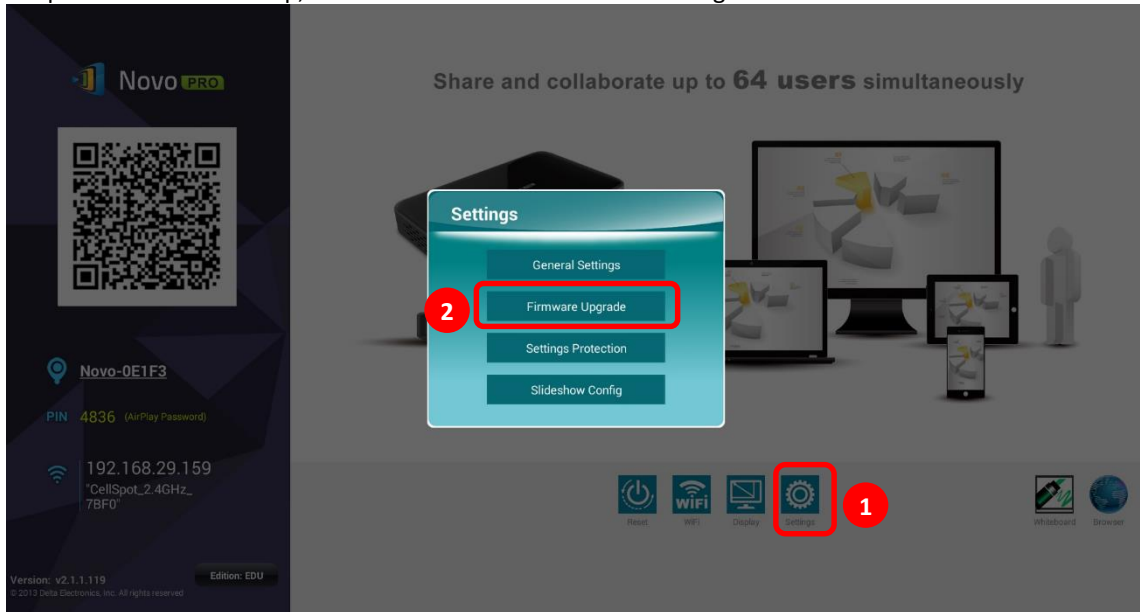 Novo PRO
Share and collaborate up to 64 users simultaneously
Settings
General Settings
2
Firmware Upgrade
Settings Protection
Slideshow Config
Novo-0E1F3
PIN 4836 (AirPlay Password)
192.168.29.159
"CellSpot_2.4GHz_
7BF0"
WiFi
1
Reset WiFi Display Settings
Whiteboard Browser
Version: v2.1.1.119
Edition: EDU
© 2013 Delta Electronics, Inc. All rights reserved